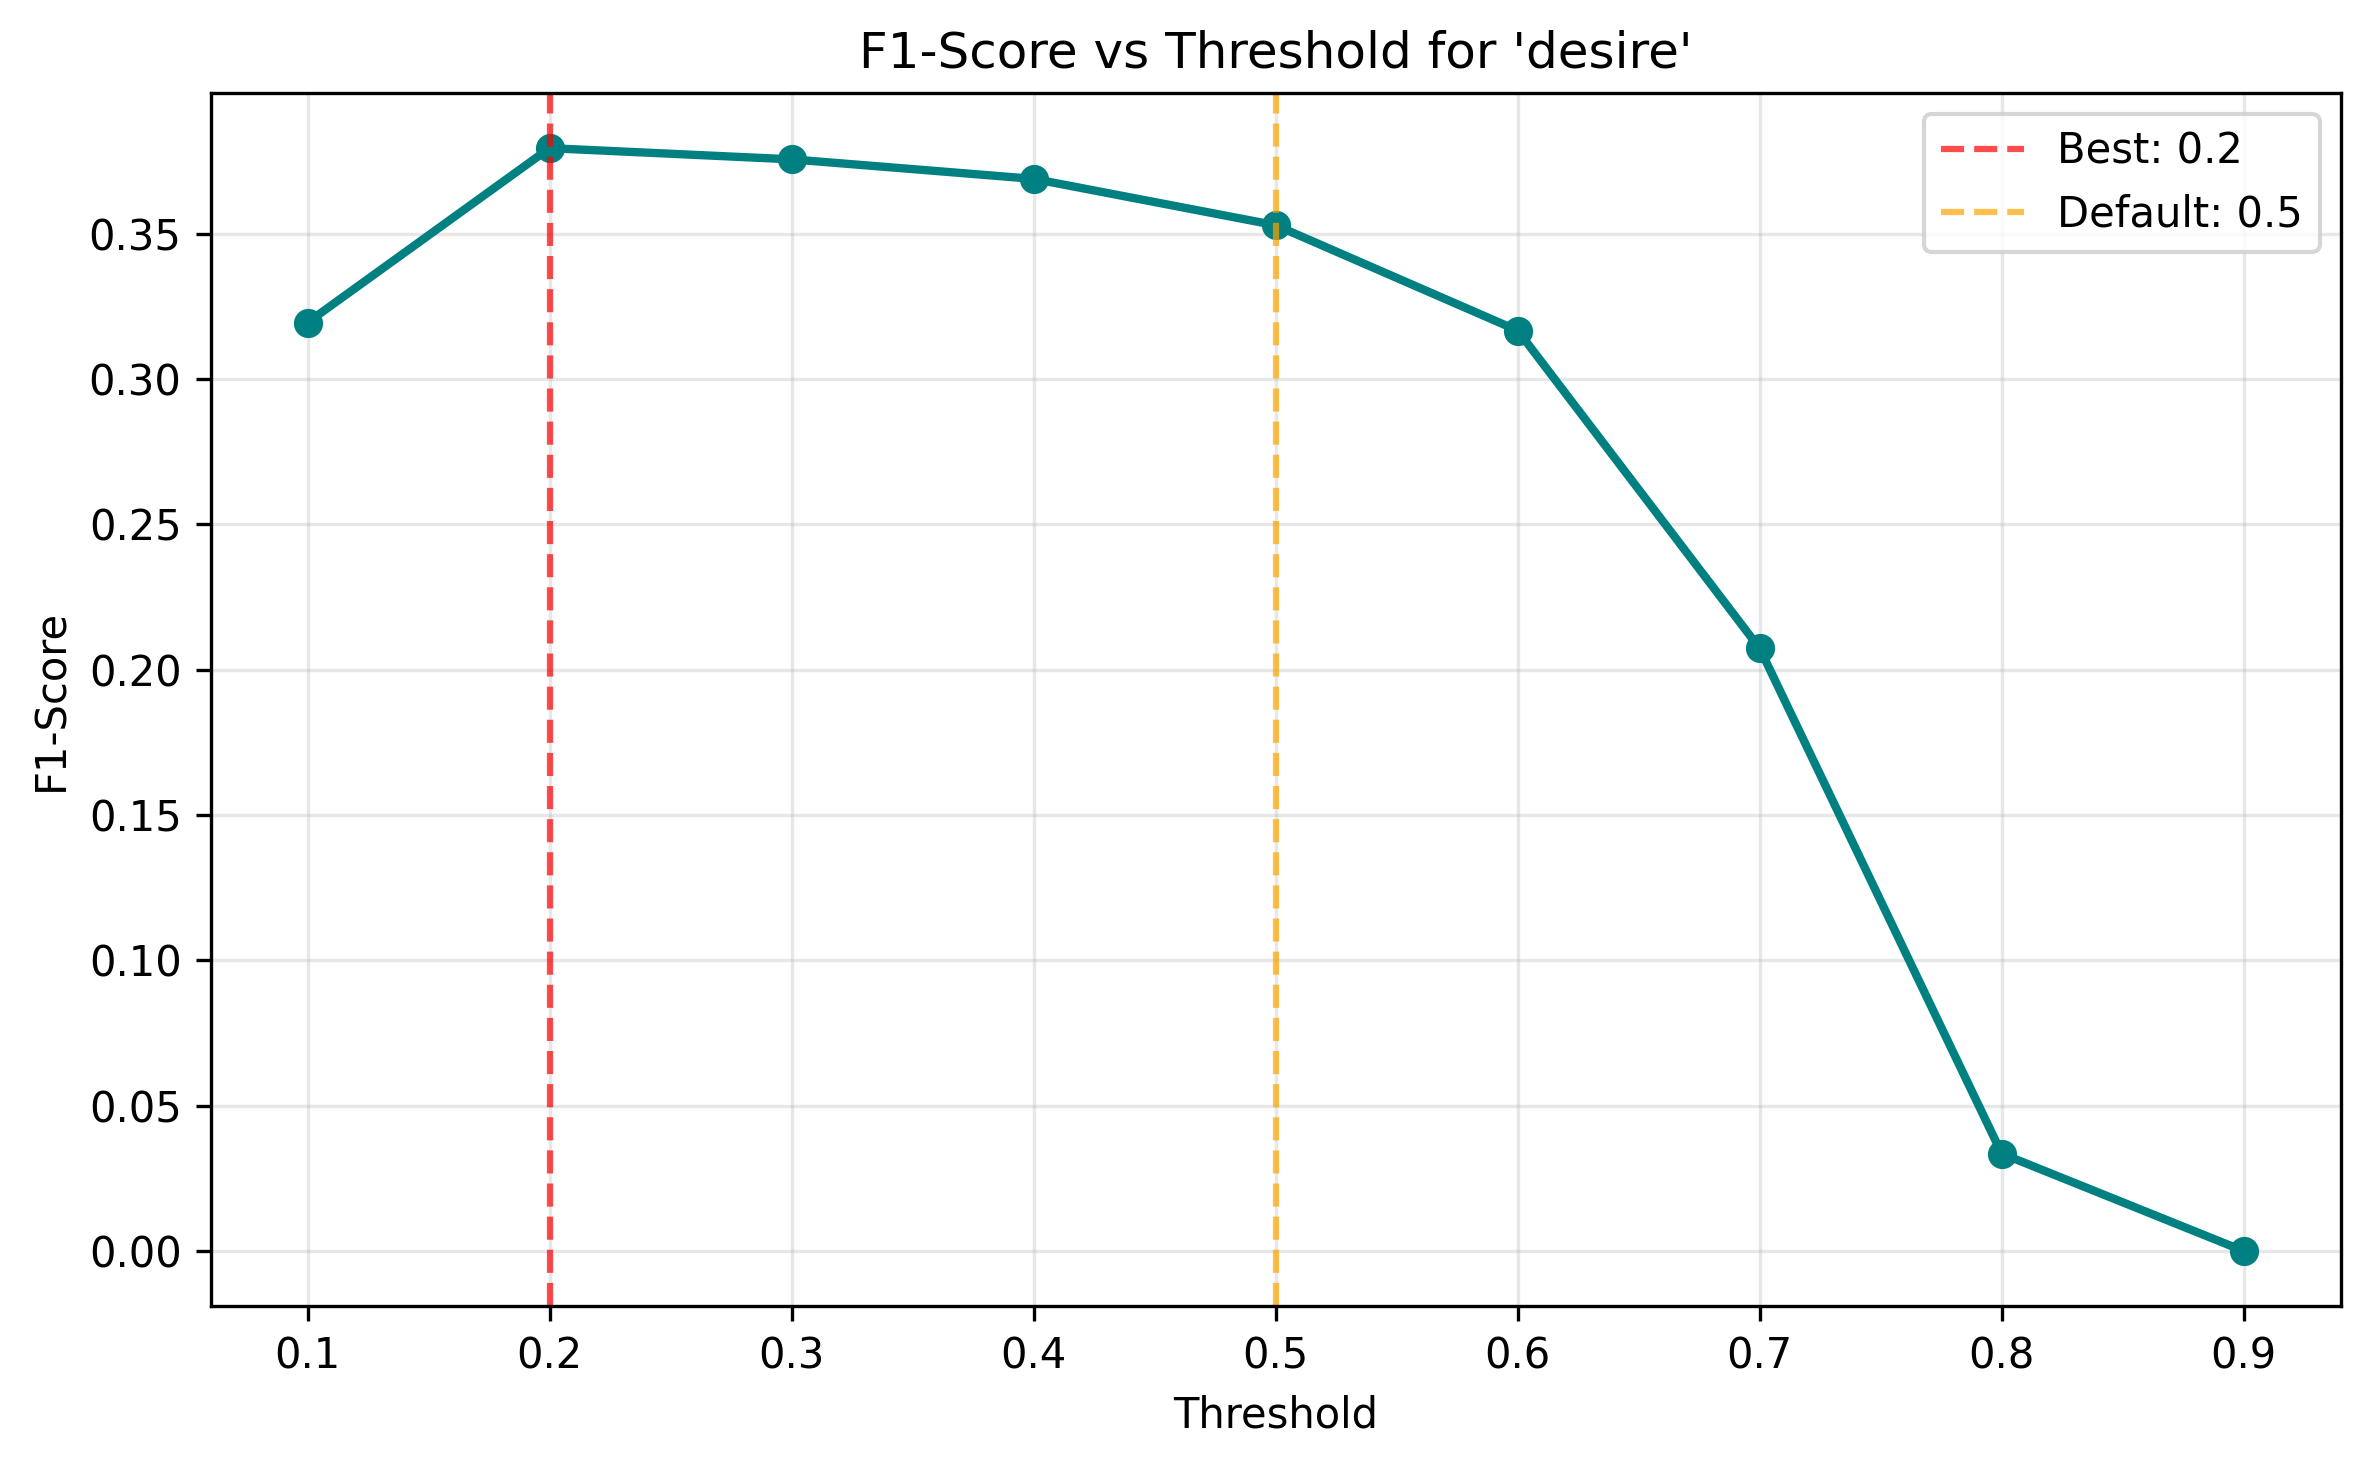 F1-Score vs Threshold for 'desire'
Best: 0.2
Default: 0.5
F1-Score
0.35
0.30
0.25
0.20
0.15
0.10
0.05
0.00
0.1 0.2 0.3 0.4 0.5 0.6 0.7 0.8 0.9
Threshold